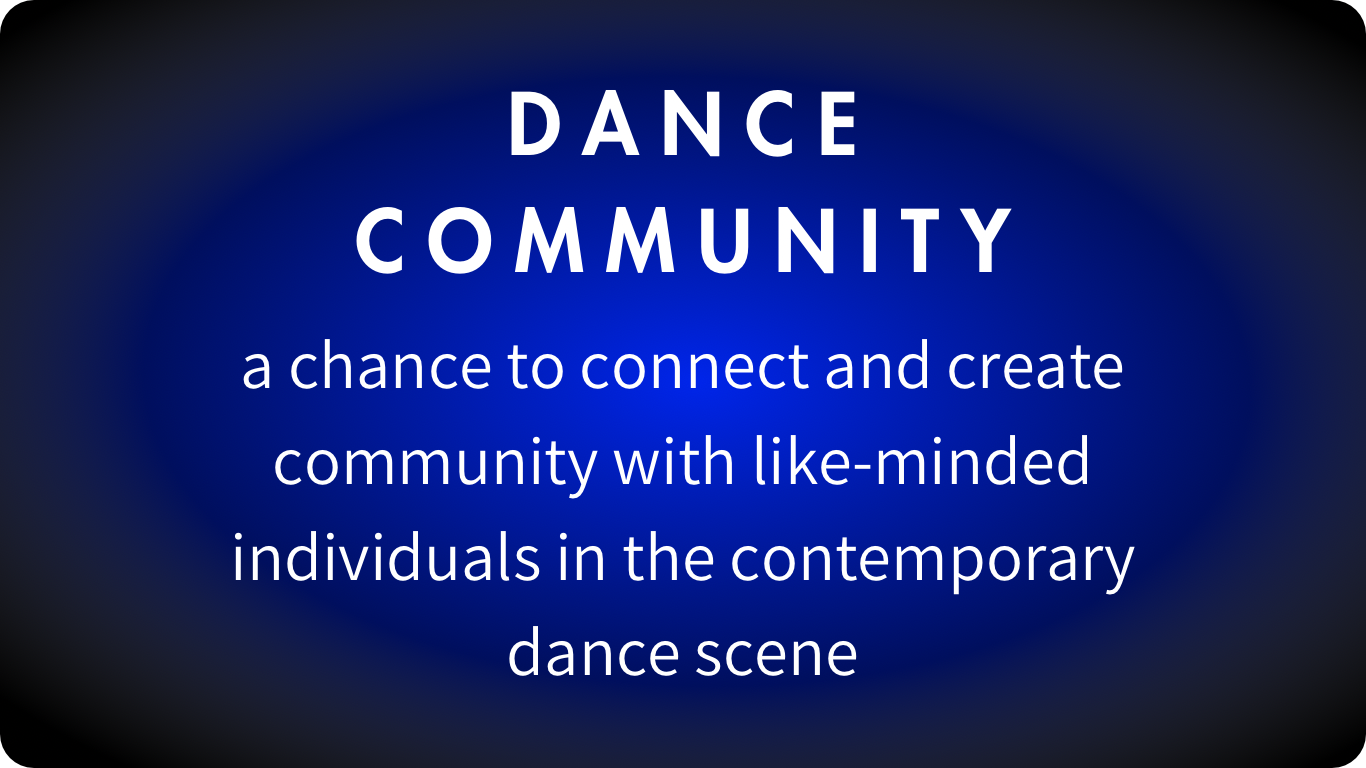 DANCE
COMMUNITY
a chance to connect and create
community with like-minded
individuals in the contemporary
dance scene